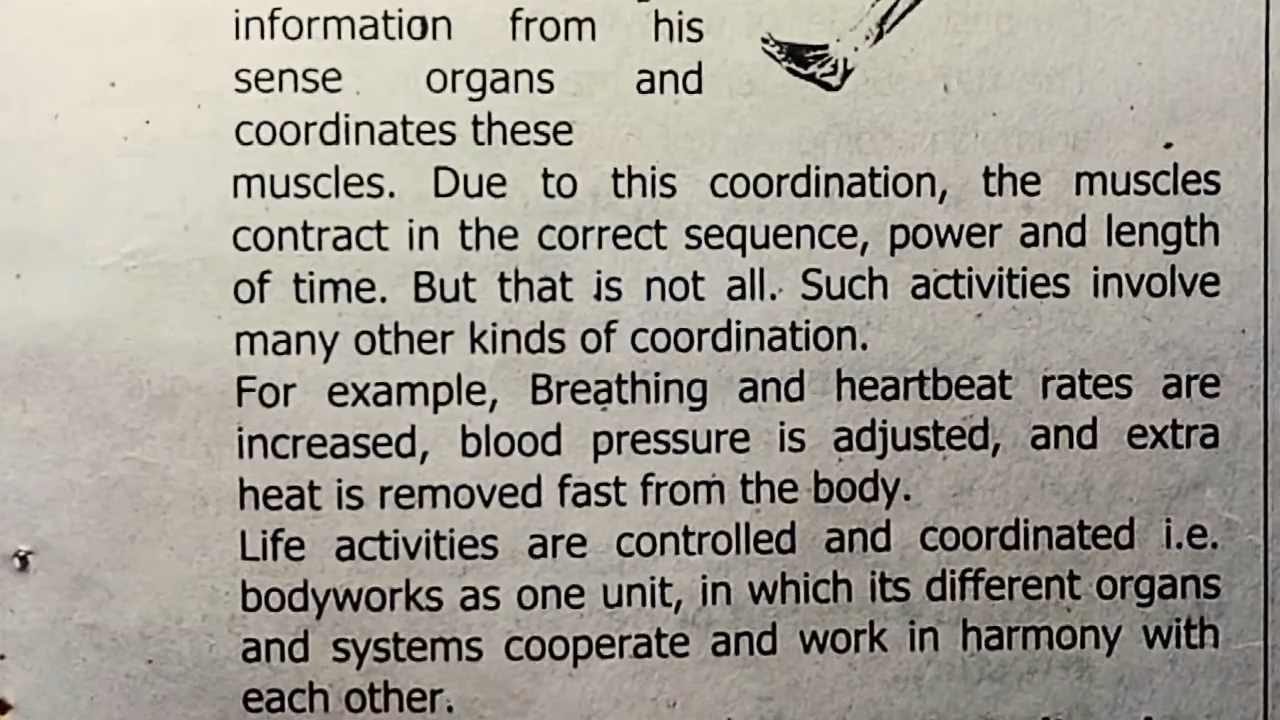 information from his
sense organs and
coordinates these
muscles. Due to this coordination, the muscles
contract in the correct sequence, power and length
of time. But that is not all. Such activities involve
many other kinds of coordination.
For example, Breathing and heartbeat rates are
increased, blood pressure is adjusted, and extra
heat is removed fast from the body.
Life activities are controlled and coordinated i.e.
bodyworks as one unit, in which its different organs
and systems cooperate and work in harmony with
each other.